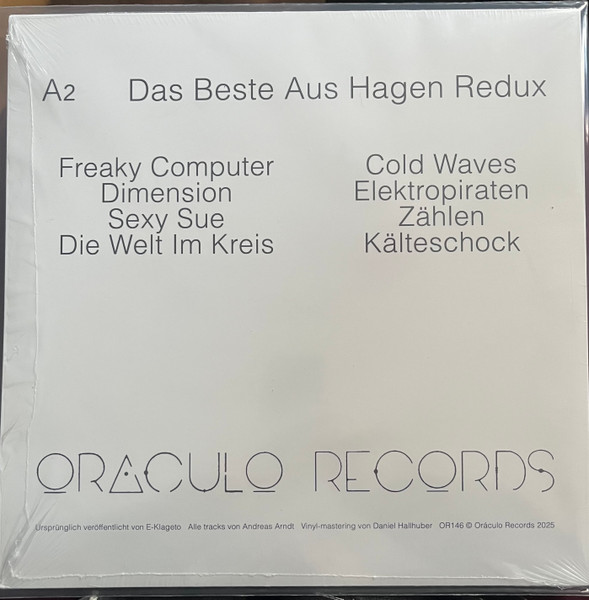 A2 Das Beste Aus Hagen Redux
Freaky Computer
Dimension
Sexy Sue
Die Welt Im Kreis
Cold Waves
Elektropiraten
Zählen
Kälteschock
ORACULO RECORDS
Ursprünglich veröffentlicht von E-Klageto Alle tracks von Andreas Arndt Vinyl-mastering von Daniel Hallhuber OR146 © Oráculo Records 2025